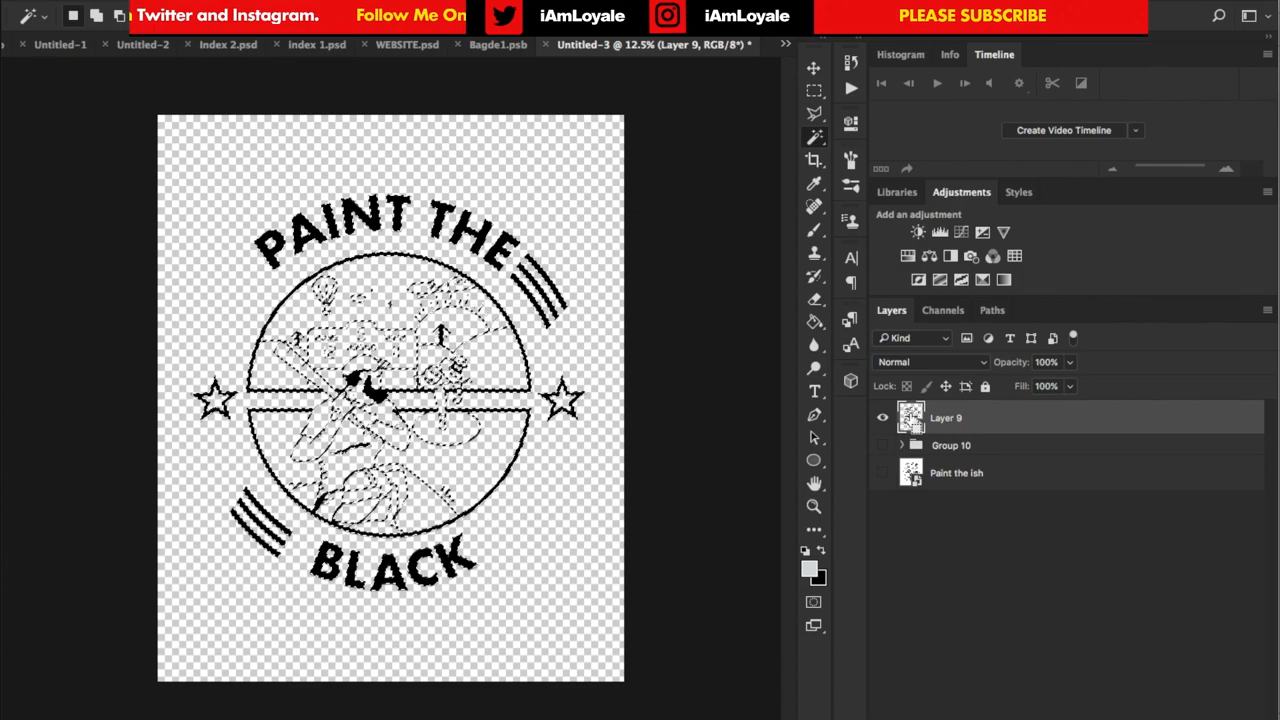 Twitter and Instagram. Follow Me On iAmLoyale iAmLoyale PLEASE SUBSCRIBE
Untitled-1 Untitled-2 Index 2.psd index 1.psd WEBSITE.psd Bagde1.psb Untitled-3 @ 12.5% (Layer 9, RGB/8*) *
Histogram Info Timeline
Create Video Timeline
Libraries Adjustments Styles
Add an adjustment
Layers Channels Paths
Kind
Normal Opacity: 100%
Lock: Fill: 100%
Layer 9
Group 10
Paint the ish
PAINT THE
BLACK